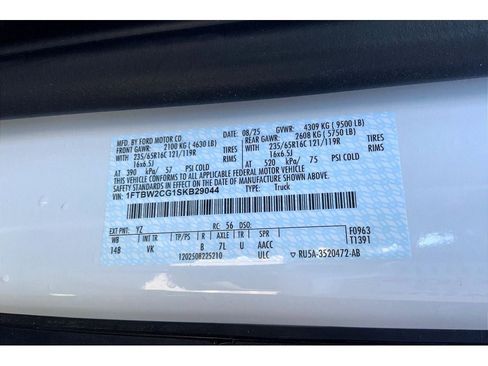 MFD. BY FORD MOTOR CO.
DATE: 08/25 GVWR: 4309 KG ( 9500 LB)
FRONT GAWR: 2100 KG ( 4630 LB) REAR GAWR: 2608 KG ( 5750 LB)
WITH 235/65R16C 121/119R TIRES WITH 235/65R16C 121/119R TIRES
16x6.5J RIMS 16x6.5J RIMS
AT 390 kPa/ 57 PSI COLD AT 520 kPa/ 75 PSI COLD
THIS VEHICLE CONFORMS TO ALL APPLICABLE FEDERAL MOTOR VEHICLE
SAFETY STANDARDS IN EFFECT ON THE DATE OF MANUFACTURE SHOWN ABOVE.
VIN: 1FTBW2CG1SKB29044 TYPE: Truck
EXT PNT: YZ RC: 56 DSO:
WB INT TR TP/PS R AXLE TR SPR F0963
148 VK B 7L U AACC T1391
1202508225210 ULC RU5A-3520472-AB